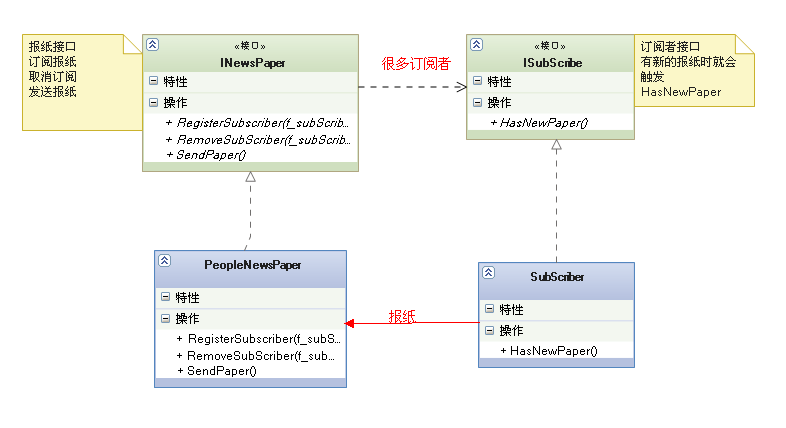 报纸接口
订阅报纸
取消订阅
发送报纸
«接口»
INewsPaper
特性
操作
+ RegisterSubscriber(f_subScrib...
+ RemoveSubScriber(f_subScrib...
+ SendPaper()
很多订阅者
«接口»
ISubScribe
特性
操作
+ HasNewPaper()
订阅者接口
有新的报纸时就会
触发
HasNewPaper
PeopleNewsPaper
特性
操作
+ RegisterSubscriber(f_subS...
+ RemoveSubScriber(f_sub...
+ SendPaper()
报纸
SubScriber
特性
操作
+ HasNewPaper()